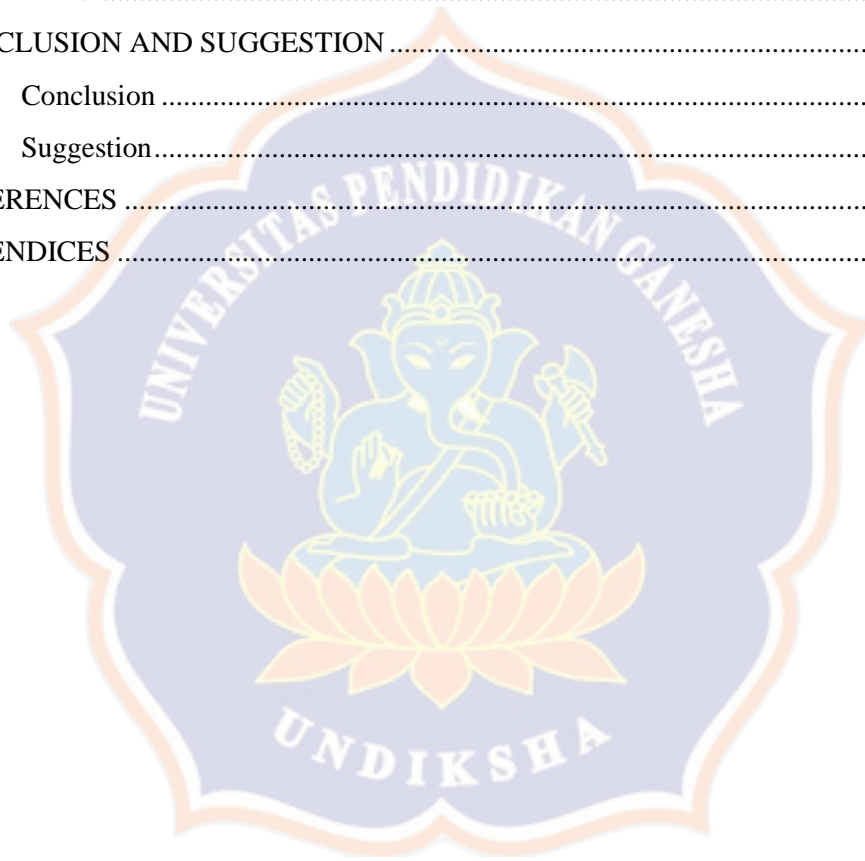 CLUSION AND SUGGESTION ..........................................................................
Conclusion ..........................................................................................................
Suggestion............................................................................................................
ERENCES ..............................................................................................................
ENDICES ...............................................................................................................
UNIVERSITAS PENDIDIKAN GANESHA
UNDIKSHA